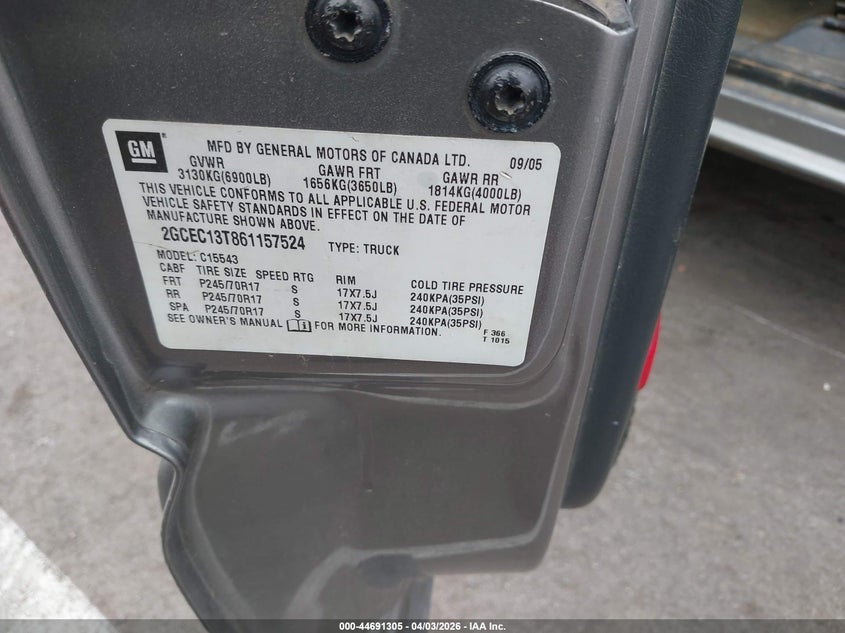 GM
MFD BY GENERAL MOTORS OF CANADA LTD. 09/05
GVWR GAWR FRT GAWR RR
3130KG(6900LB) 1656KG(3650LB) 1814KG(4000LB)
THIS VEHICLE CONFORMS TO ALL APPLICABLE U.S. FEDERAL MOTOR
VEHICLE SAFETY STANDARDS IN EFFECT ON THE DATE OF
MANUFACTURE SHOWN ABOVE.
2GCEC13T861157524 TYPE: TRUCK
MODEL: C15543
CABF TIRE SIZE SPEED RTG RIM COLD TIRE PRESSURE
FRT P245/70R17 S 17X7.5J 240KPA(35PSI)
RR P245/70R17 S 17X7.5J 240KPA(35PSI)
SPA P245/70R17 S 17X7.5J 240KPA(35PSI)
SEE OWNER'S MANUAL i FOR MORE INFORMATION.
F 366
T 1015
000-44691305 - 04/03/2026 - IAA Inc.